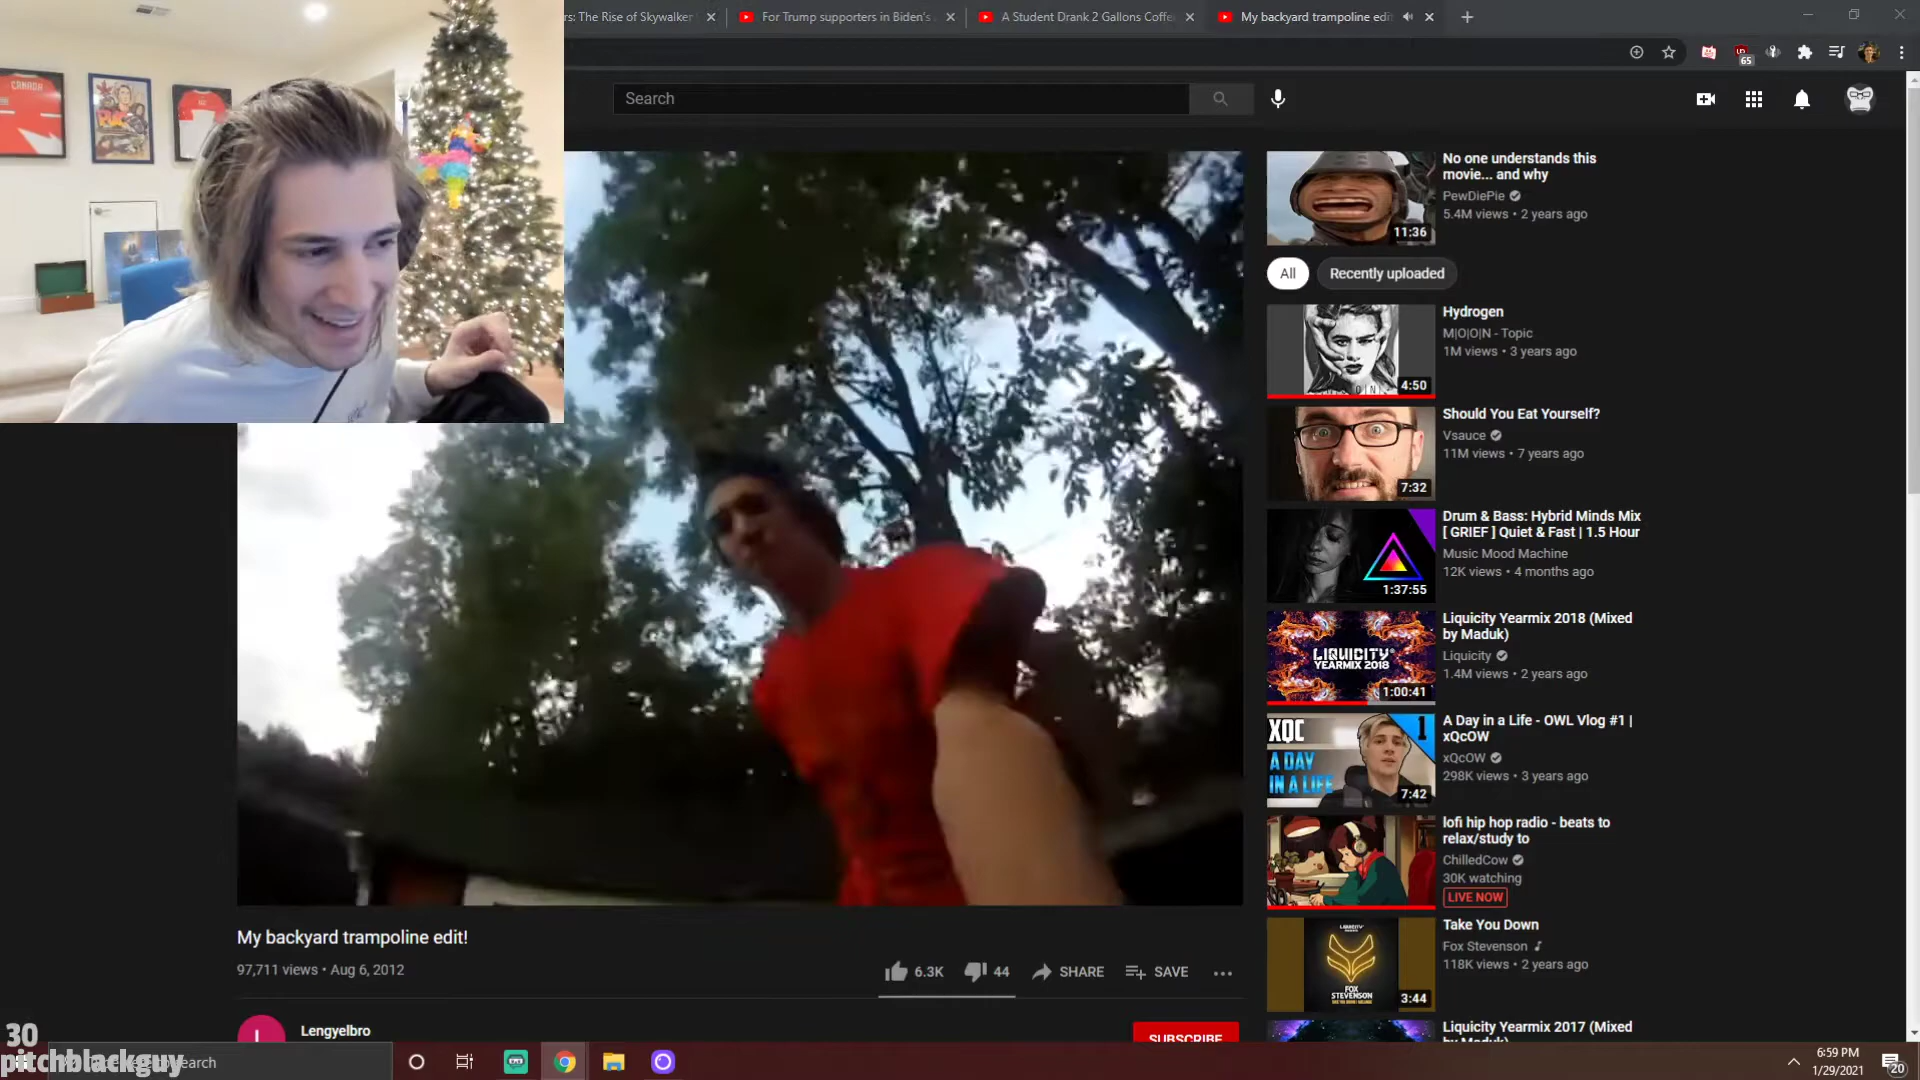 rs: The Rise of Skywalker
For Trump supporters in Biden's
A Student Drank 2 Gallons Coffe
My backyard trampoline edi
65
Search
CANADA
No one understands this
movie... and why
PewDiePie
5.4M views • 2 years ago
11:36
All
Recently uploaded
Hydrogen
M|O|O|N - Topic
1M views • 3 years ago
4:50
Should You Eat Yourself?
Vsauce
11M views • 7 years ago
7:32
Drum & Bass: Hybrid Minds Mix
[ GRIEF ] Quiet & Fast | 1.5 Hour
Music Mood Machine
12K views • 4 months ago
1:37:55
Liquicity Yearmix 2018 (Mixed
by Maduk)
Liquicity
1.4M views • 2 years ago
LIQUICITY
YEARMIX 2018
1:00:41
A Day in a Life - OWL Vlog #1 |
xQcOW
xQcOW
298K views • 3 years ago
XQC
A DAY
IN A LIFE
1
7:42
lofi hip hop radio - beats to
relax/study to
ChilledCow
30K watching
LIVE NOW
Take You Down
Fox Stevenson
118K views • 2 years ago
FOX
STEVENSON
3:44
Liquicity Yearmix 2017 (Mixed
by Maduk)
My backyard trampoline edit!
97,711 views • Aug 6, 2012
6.3K
44
SHARE
SAVE
L
Lengyelbro
SUBSCRIBE
30
pitchblackguy
search
6:59 PM
1/29/2021
20